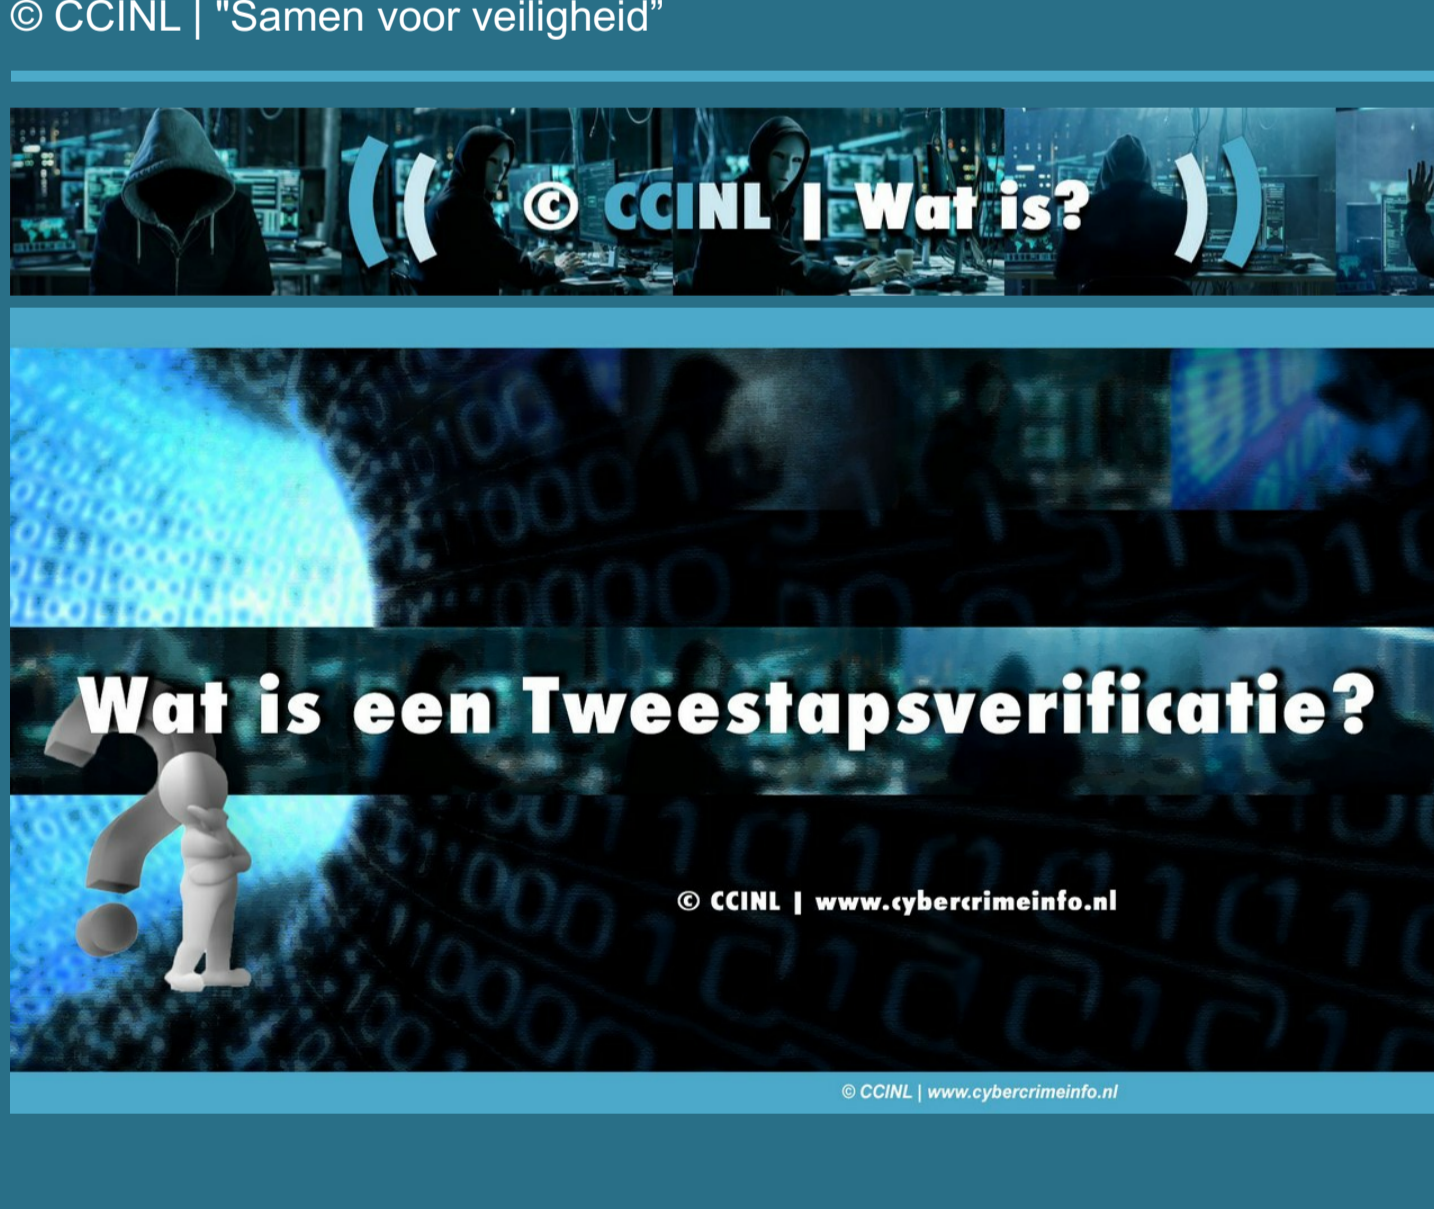 © CCINL | "Samen voor veiligheid”
© CCINL | Wat is?
Wat is een Tweestapsverificatie?
© CCINL | www.cybercrimeinfo.nl
© CCINL | www.cybercrimeinfo.nl